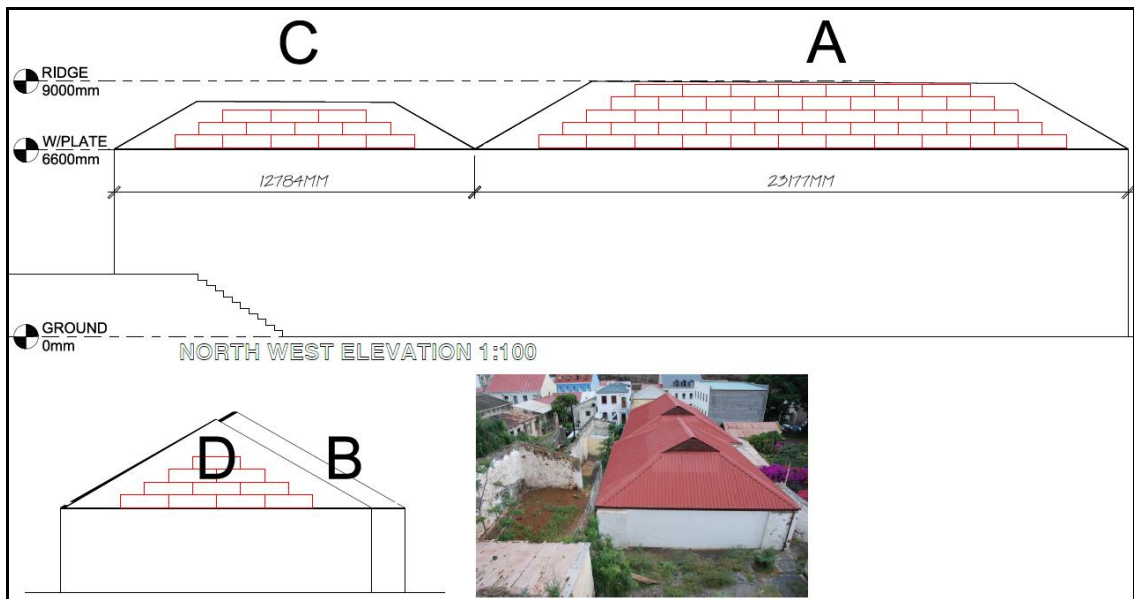 C
A
RIDGE
9000mm
W/PLATE
6600mm
12784MM
23177MM
GROUND
0mm
NORTH WEST ELEVATION 1:100
D
B